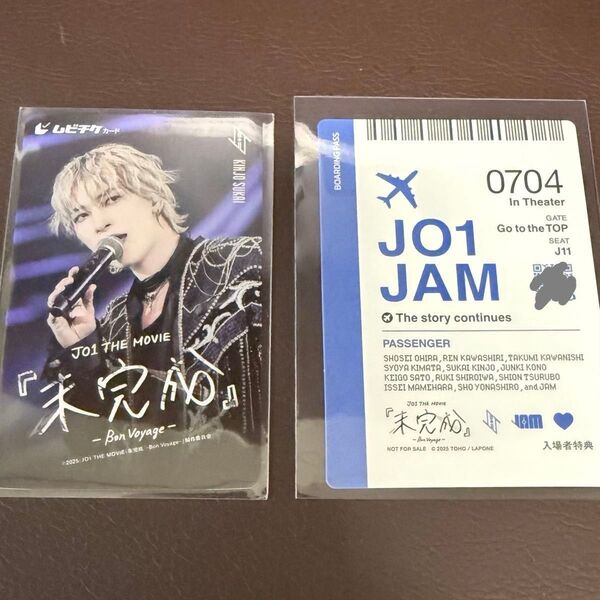 ムビチケカード
KINJO SUKAI
JO1 THE MOVIE
『未完成』
-Bon Voyage-
©2025「JO1 THE MOVIE『未完成』-Bon Voyage-」製作委員会
BOARDING PASS
0704
In Theater
GATE
Go to the TOP
SEAT
J11
JO1
JAM
The story continues
PASSENGER
SHOSEI OHIRA, REN KAWASHIRI, TAKUMI KAWANISHI
SYOYA KIMATA, SUKAI KINJO, JUNKI KONO
KEIGO SATO, RUKI SHIROIWA, SHION TSURUBO
ISSEI MAMEHARA, SHO YONASHIRO, and JAM
JO1 THE MOVIE
『未完成』
-Bon Voyage-
JAM
NOT FOR SALE © 2025 TOHO / LAPONE
入場者特典